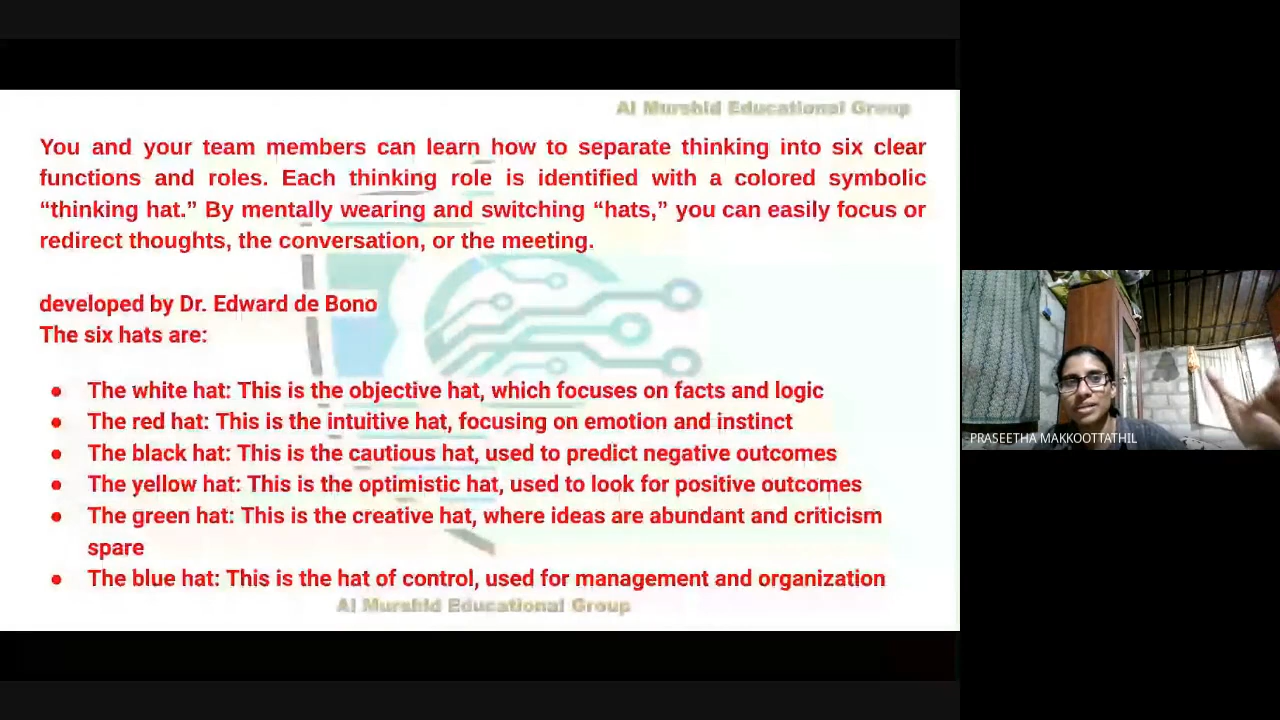 Al Murshid Educational Group
You and your team members can learn how to separate thinking into six clear
functions and roles. Each thinking role is identified with a colored symbolic
“thinking hat.” By mentally wearing and switching “hats,” you can easily focus or
redirect thoughts, the conversation, or the meeting.
developed by Dr. Edward de Bono
The six hats are:
● The white hat: This is the objective hat, which focuses on facts and logic
● The red hat: This is the intuitive hat, focusing on emotion and instinct
● The black hat: This is the cautious hat, used to predict negative outcomes
● The yellow hat: This is the optimistic hat, used to look for positive outcomes
● The green hat: This is the creative hat, where ideas are abundant and criticism
spare
● The blue hat: This is the hat of control, used for management and organization
Al Murshid Educational Group
PRASEETHA MAKKOOTTATHIL